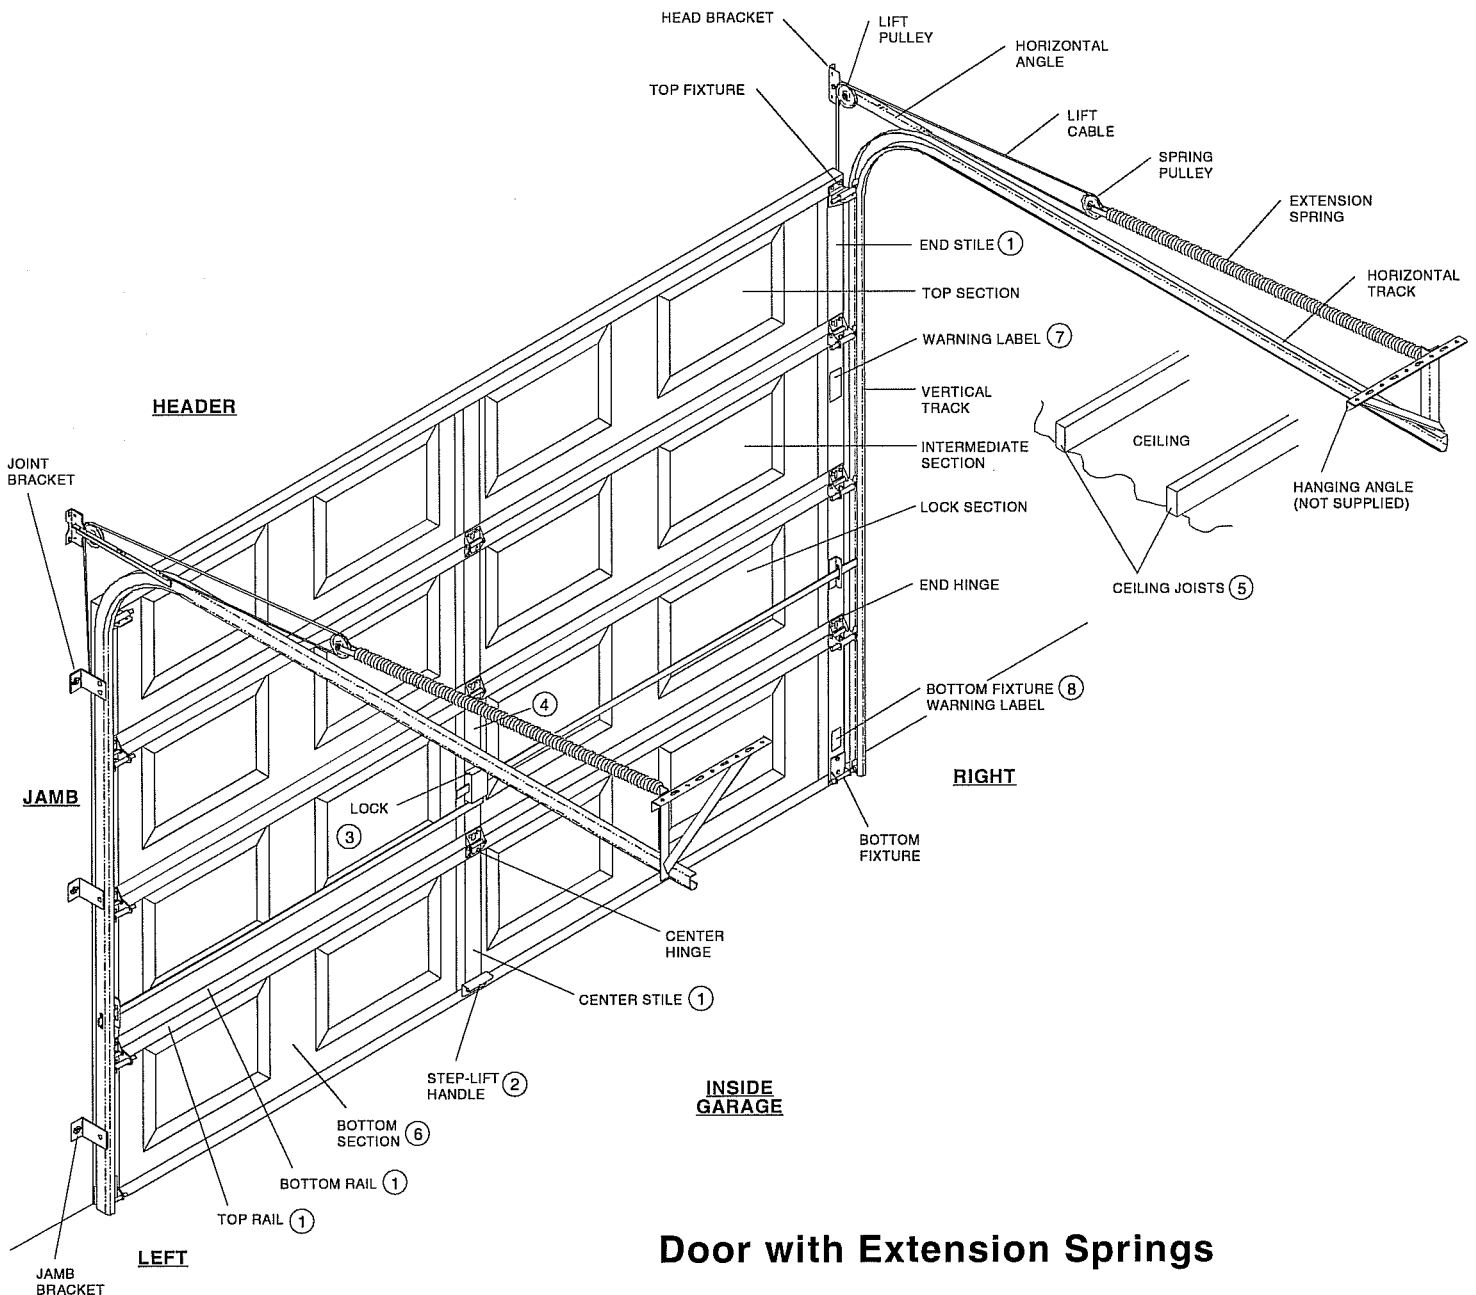 HEAD BRACKET
LIFT
PULLEY
HORIZONTAL
ANGLE
TOP FIXTURE
LIFT
CABLE
SPRING
PULLEY
EXTENSION
SPRING
END STILE 1
HORIZONTAL
TRACK
TOP SECTION
WARNING LABEL 7
VERTICAL
TRACK
HEADER
CEILING
INTERMEDIATE
SECTION
JOINT
BRACKET
HANGING ANGLE
(NOT SUPPLIED)
LOCK SECTION
END HINGE
CEILING JOISTS 5
BOTTOM FIXTURE 8
WARNING LABEL
4
JAMB
RIGHT
LOCK
3
BOTTOM
FIXTURE
CENTER
HINGE
CENTER STILE 1
STEP-LIFT 2
HANDLE
INSIDE
GARAGE
BOTTOM
SECTION 6
BOTTOM RAIL 1
TOP RAIL 1
LEFT
Door with Extension Springs
JAMB
BRACKET